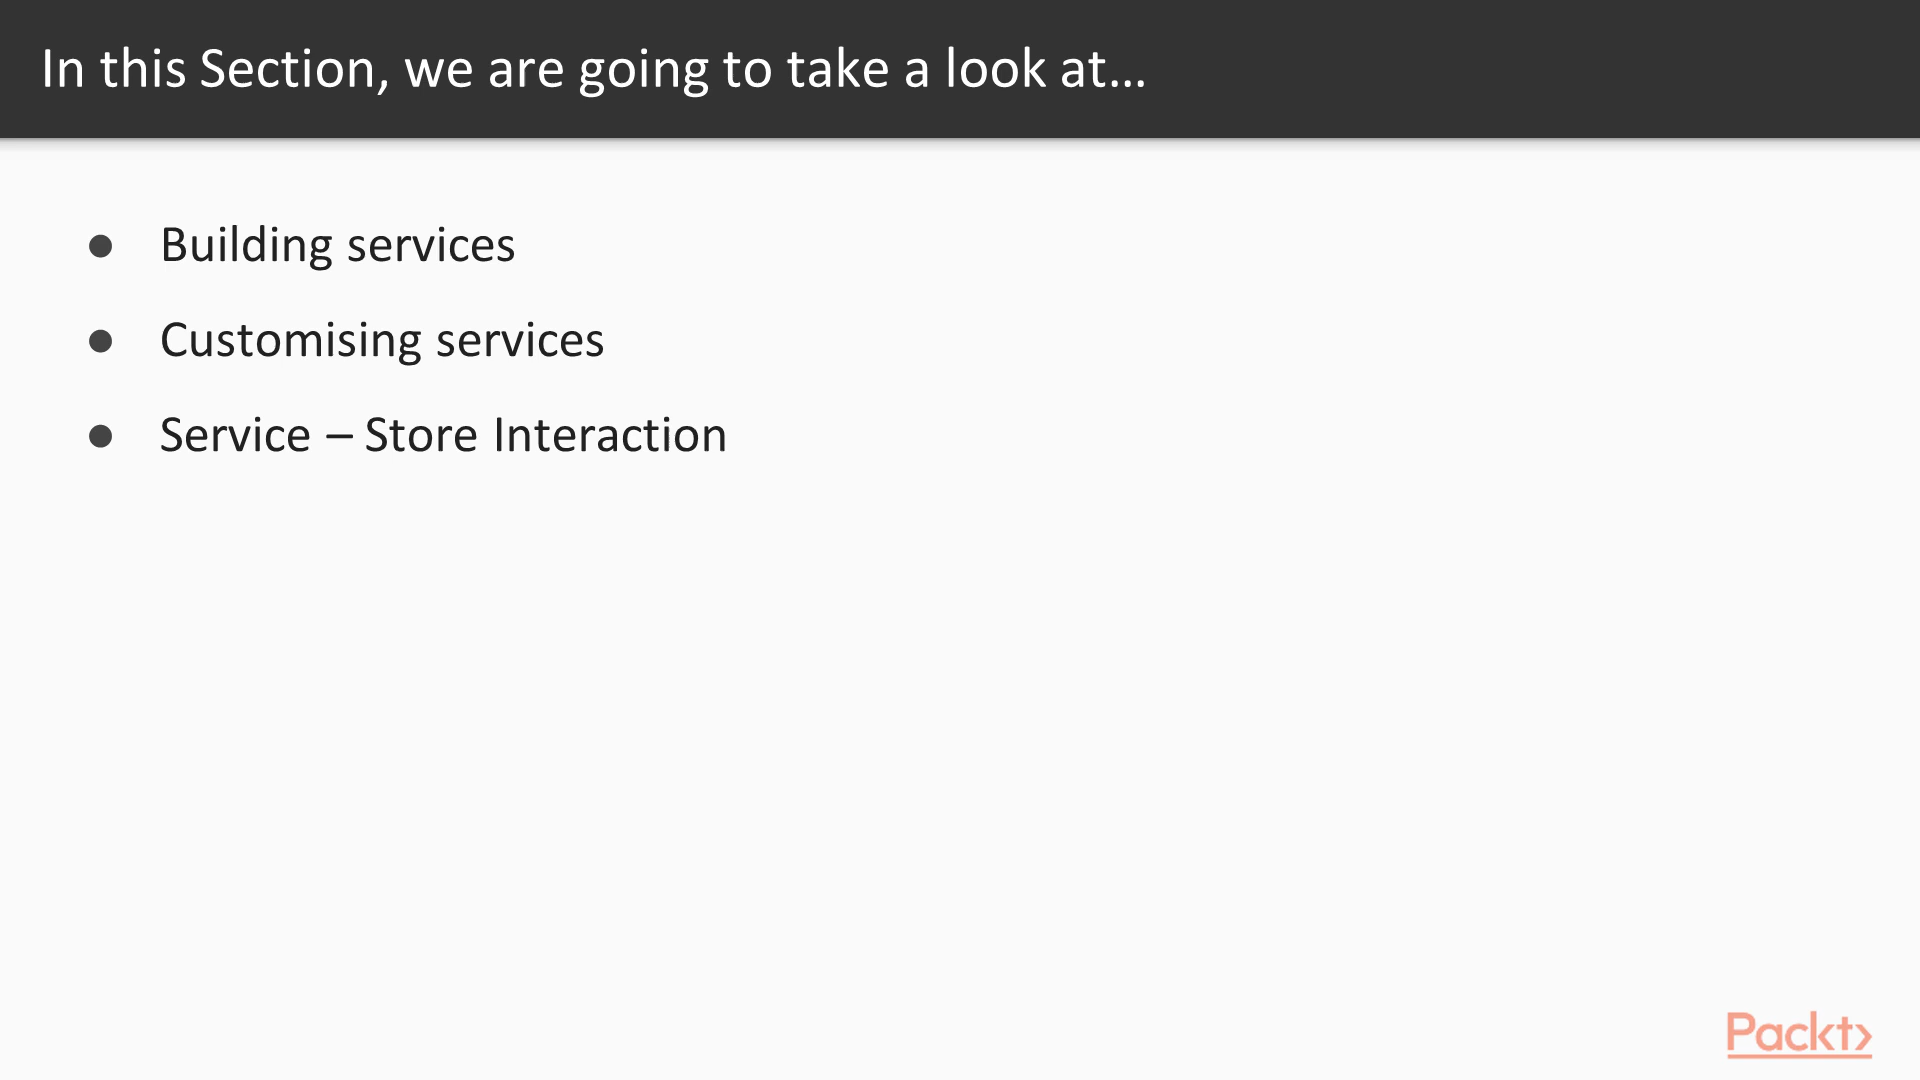 In this Section, we are going to take a look at…
● Building services
● Customising services
● Service – Store Interaction
Packt>